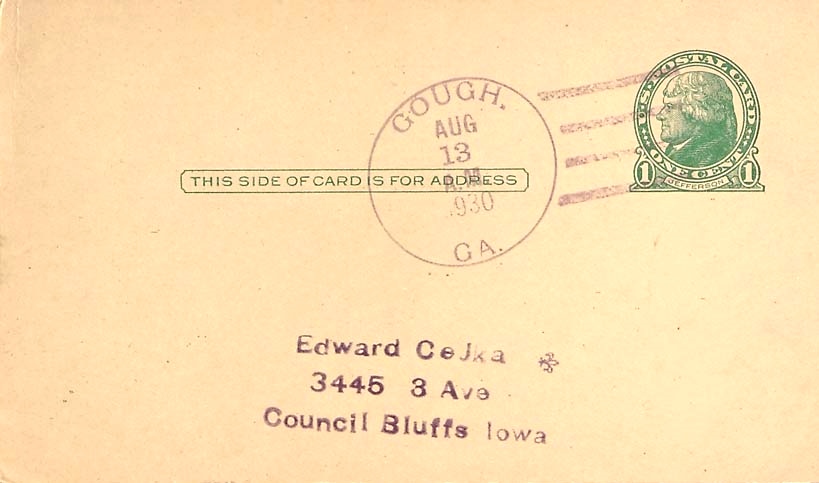 U.S. POSTAL CARD
ONE CENT
1 JEFFERSON 1
GOUGH.
AUG
13
A.M.
1930
GA.
THIS SIDE OF CARD IS FOR ADDRESS
Edward Cejka
3445 3 Ave
Council Bluffs Iowa